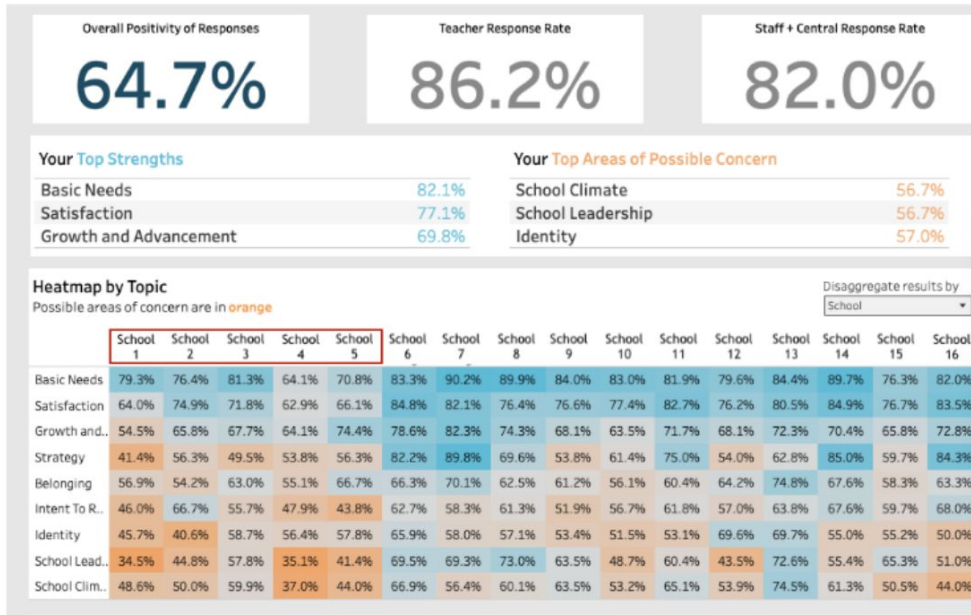 Overall Positivity of Responses
Teacher Response Rate
Staff + Central Response Rate
64.7%
86.2%
82.0%
Your Top Strengths
Basic Needs 82.1%
Satisfaction 77.1%
Growth and Advancement 69.8%
Your Top Areas of Possible Concern
School Climate 56.7%
School Leadership 56.7%
Identity 57.0%
Heatmap by Topic
Possible areas of concern are in orange
Disaggregate results by
School
School 1 School 2 School 3 School 4 School 5 School 6 School 7 School 8 School 9 School 10 School 11 School 12 School 13 School 14 School 15 School 16
Basic Needs 79.3% 76.4% 81.3% 64.1% 70.8% 83.3% 90.2% 89.9% 84.0% 83.0% 81.9% 79.6% 84.4% 89.7% 76.3% 82.0%
Satisfaction 64.0% 74.9% 71.8% 62.9% 66.1% 84.8% 82.1% 76.4% 76.6% 77.4% 82.7% 76.2% 80.5% 84.9% 76.7% 83.5%
Growth and.. 54.5% 65.8% 67.7% 64.1% 74.4% 78.6% 82.3% 74.3% 68.1% 63.5% 71.7% 68.1% 72.3% 70.4% 65.8% 72.8%
Strategy 41.4% 56.3% 49.5% 53.8% 56.3% 82.2% 89.8% 69.6% 53.8% 61.4% 75.0% 54.0% 62.8% 85.0% 59.7% 84.3%
Belonging 56.9% 54.2% 63.0% 55.1% 66.7% 66.3% 70.1% 62.5% 61.2% 56.1% 60.4% 64.2% 74.8% 67.6% 58.3% 63.3%
Intent To R.. 46.0% 66.7% 55.7% 47.9% 43.8% 62.7% 58.3% 61.3% 51.9% 56.7% 61.8% 57.0% 63.8% 67.6% 59.7% 68.0%
Identity 45.7% 40.6% 58.7% 56.4% 57.8% 65.9% 58.0% 57.1% 53.4% 51.5% 53.1% 69.6% 69.7% 55.0% 55.2% 50.0%
School Lead.. 34.5% 44.8% 57.8% 35.1% 41.4% 69.5% 69.3% 73.0% 63.5% 48.7% 60.4% 43.5% 72.6% 55.4% 65.3% 51.0%
School Clim.. 48.6% 50.0% 59.9% 37.0% 44.0% 66.9% 56.4% 60.1% 63.5% 53.2% 65.1% 53.9% 74.5% 61.3% 50.5% 44.0%